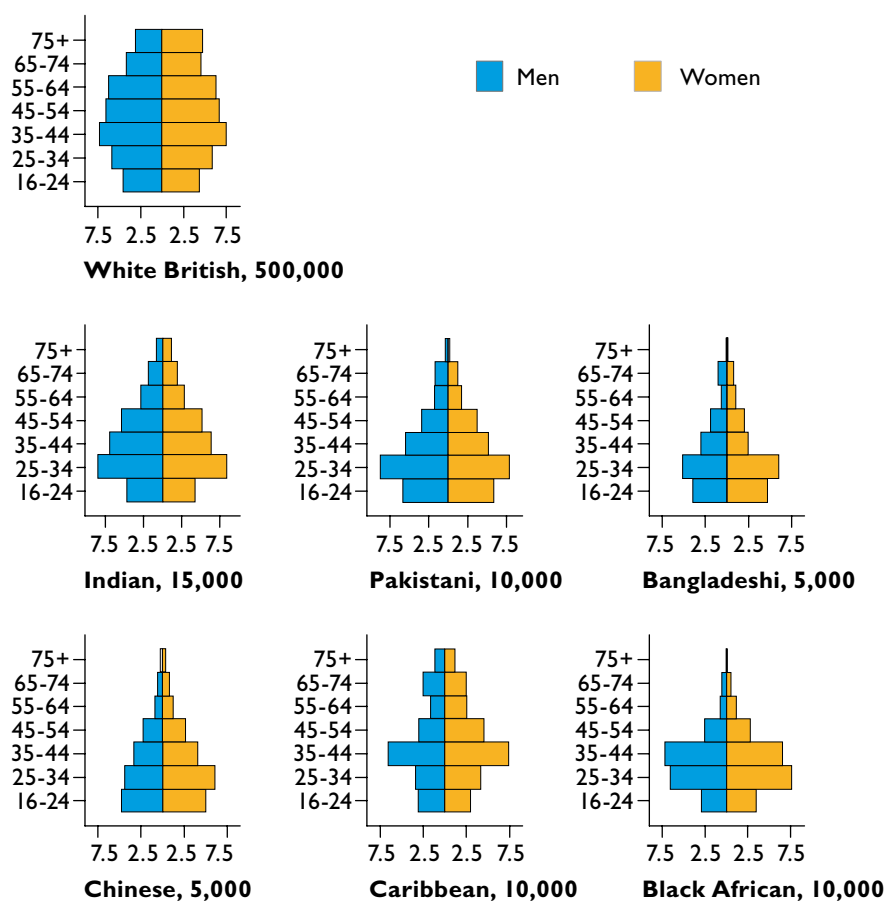 75+
65-74
55-64
45-54
35-44
25-34
16-24
7.5 2.5 2.5 7.5
White British, 500,000
Men Women
75+ 75+ 75+
65-74 65-74 65-74
55-64 55-64 55-64
45-54 45-54 45-54
35-44 35-44 35-44
25-34 25-34 25-34
16-24 16-24 16-24
7.5 2.5 2.5 7.5 7.5 2.5 2.5 7.5 7.5 2.5 2.5 7.5
Indian, 15,000 Pakistani, 10,000 Bangladeshi, 5,000
75+ 75+ 75+
65-74 65-74 65-74
55-64 55-64 55-64
45-54 45-54 45-54
35-44 35-44 35-44
25-34 25-34 25-34
16-24 16-24 16-24
7.5 2.5 2.5 7.5 7.5 2.5 2.5 7.5 7.5 2.5 2.5 7.5
Chinese, 5,000 Caribbean, 10,000 Black African, 10,000